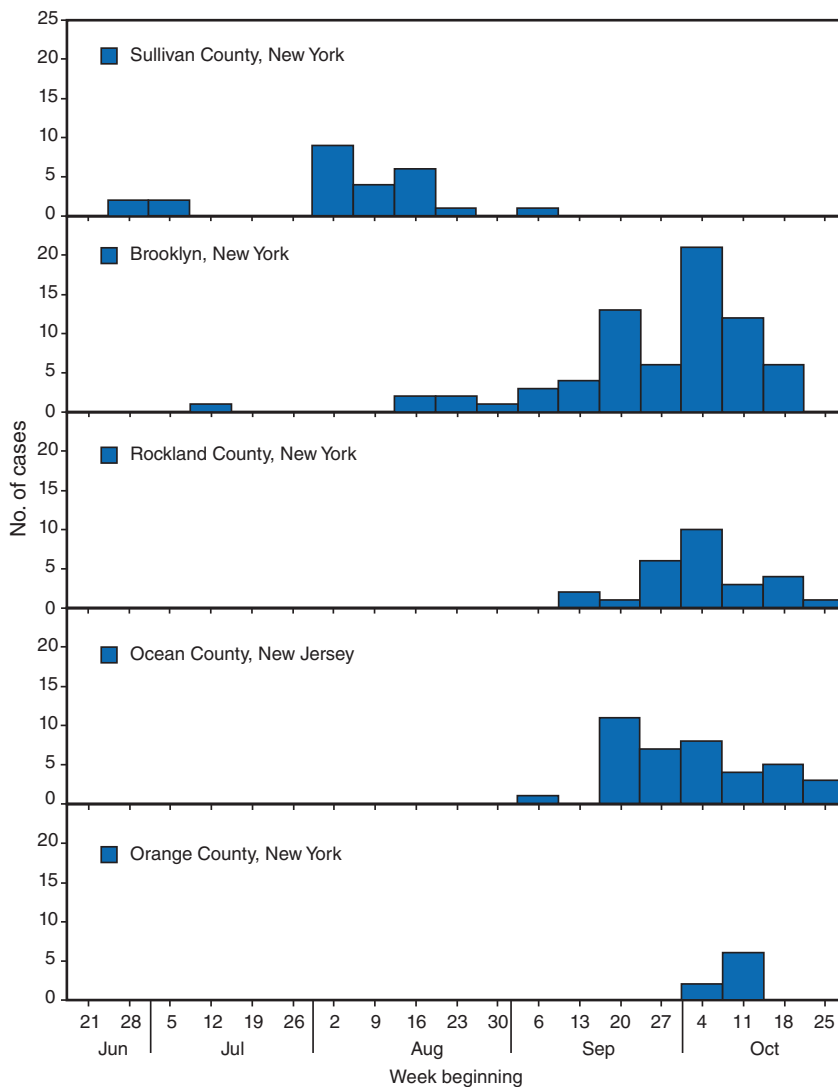 25
20
15
10
5
0
Sullivan County, New York
20
15
10
5
0
Brooklyn, New York
20
15
10
5
0
Rockland County, New York
20
15
10
5
0
Ocean County, New Jersey
20
15
10
5
0
Orange County, New York
No. of cases
21 28 5 12 19 26 2 9 16 23 30 6 13 20 27 4 11 18 25
Jun Jul Aug Sep Oct
Week beginning